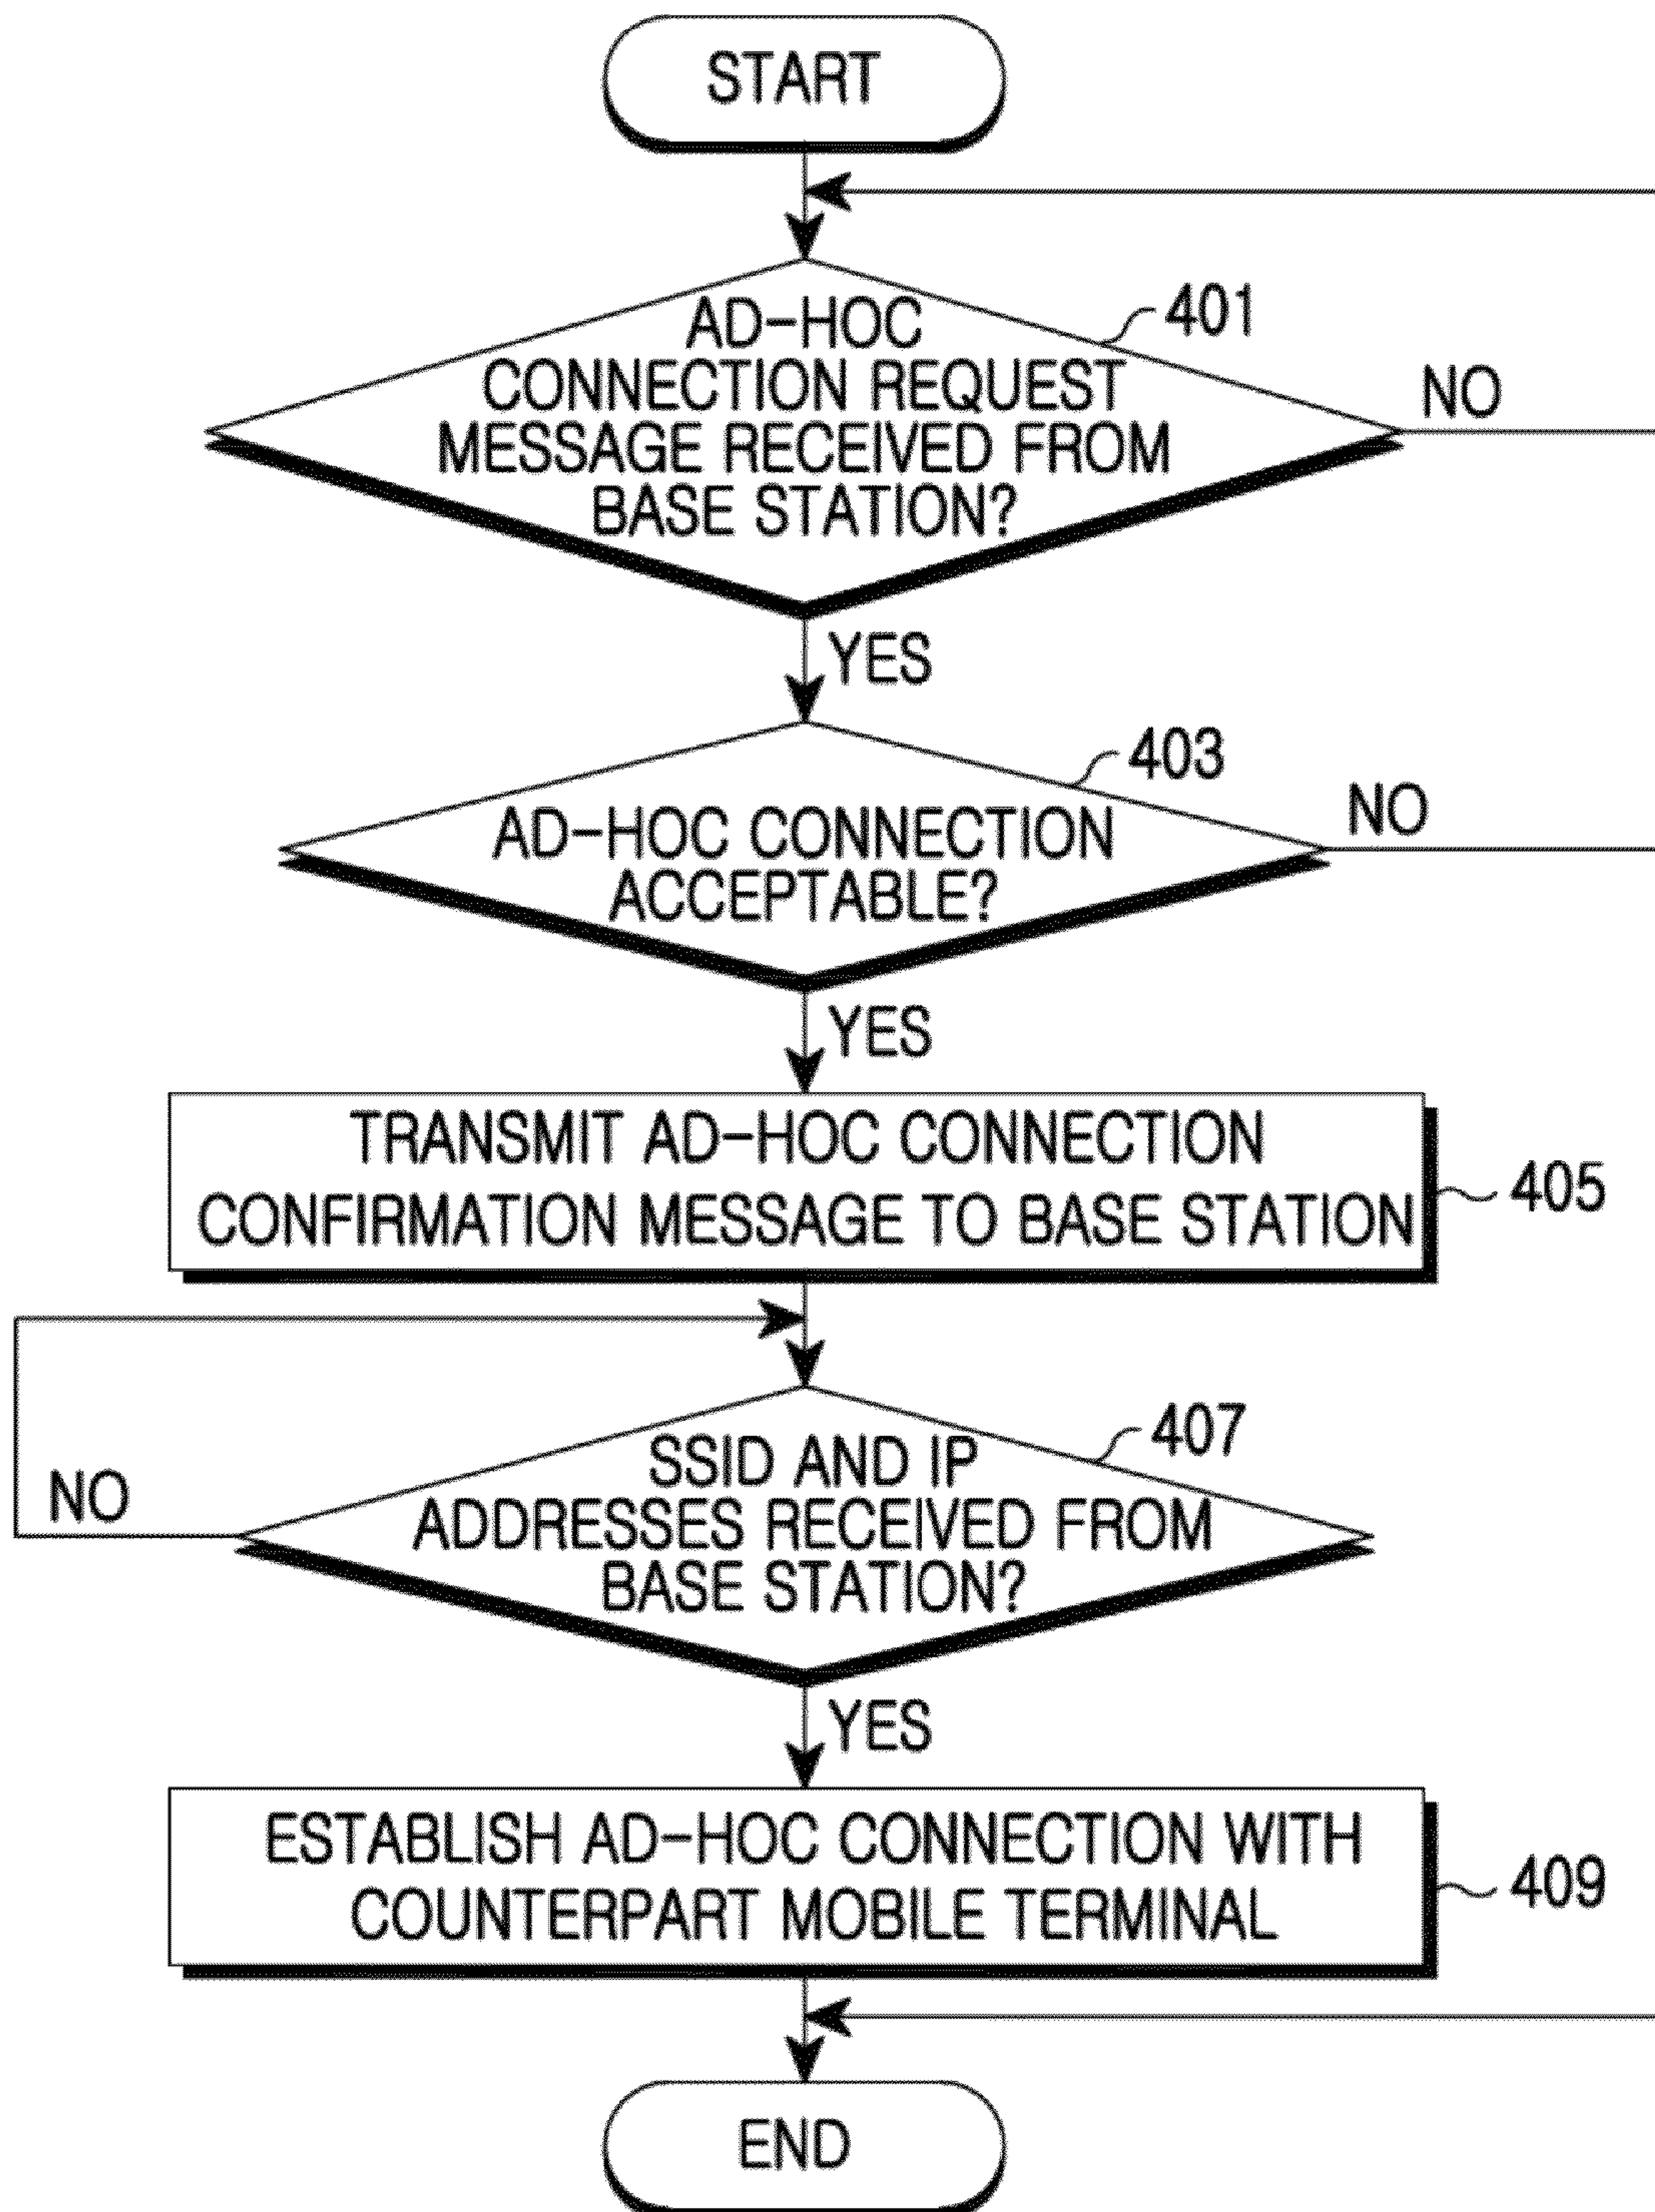 START
AD-HOC
CONNECTION REQUEST
MESSAGE RECEIVED FROM
BASE STATION?
401
NO
YES
403
AD-HOC CONNECTION
ACCEPTABLE?
NO
YES
TRANSMIT AD-HOC CONNECTION
CONFIRMATION MESSAGE TO BASE STATION
405
407
SSID AND IP
ADDRESSES RECEIVED FROM
BASE STATION?
NO
YES
ESTABLISH AD-HOC CONNECTION WITH
COUNTERPART MOBILE TERMINAL
409
END